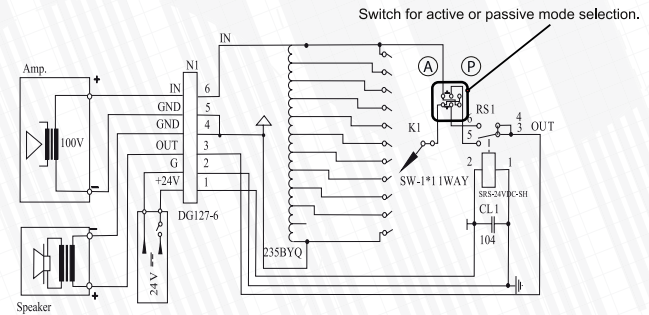 Switch for active or passive mode selection.
Amp.
+
100V
-
N1
IN
IN
6
GND
5
GND
4
OUT
3
G
2
+24V
1
DG127-6
24V
Speaker
-
+
235BYQ
A
P
K1
SW-1*11WAY
RS1
6
5
4
3
OUT
2
1
SRS-24VDC-SH
CL1
104